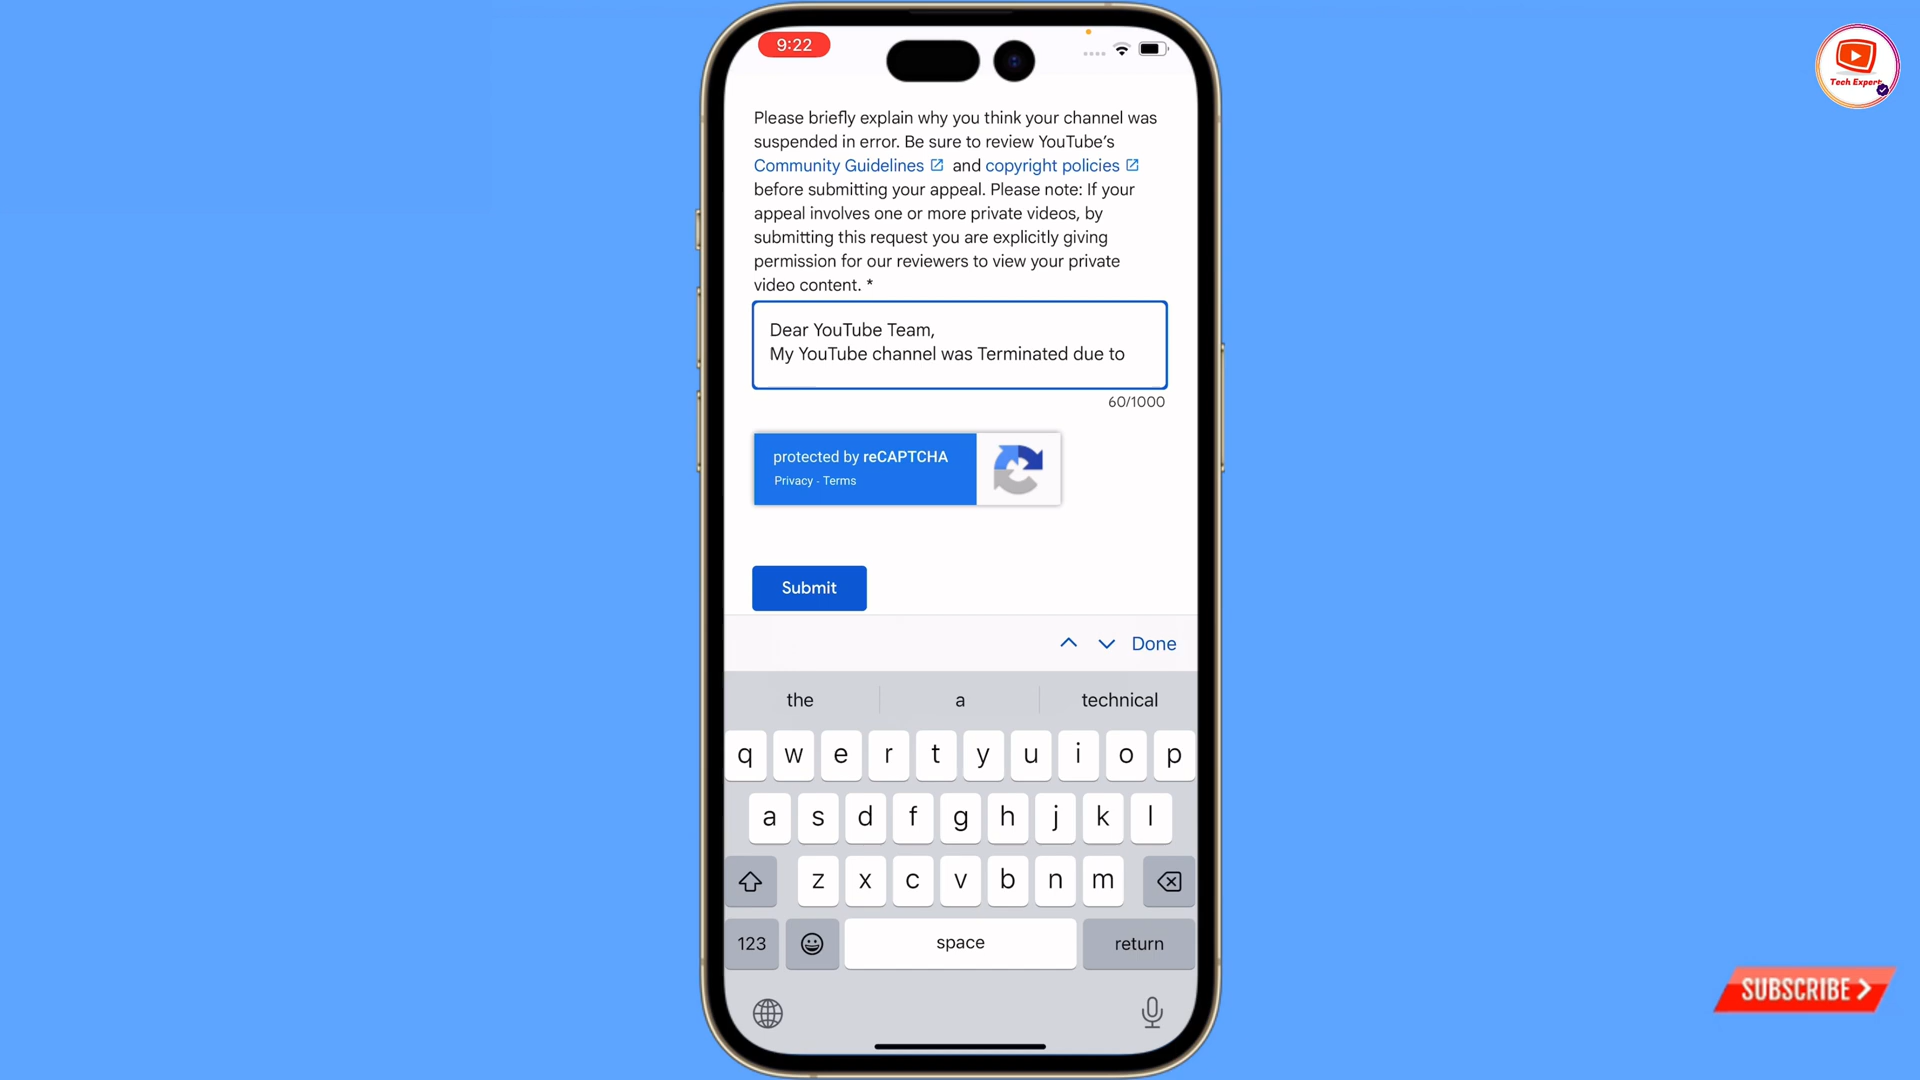 9:22
Tech Expert
Please briefly explain why you think your channel was
suspended in error. Be sure to review YouTube's
Community Guidelines and copyright policies
before submitting your appeal. Please note: If your
appeal involves one or more private videos, by
submitting this request you are explicitly giving
permission for our reviewers to view your private
video content. *
Dear YouTube Team,
My YouTube channel was Terminated due to
60/1000
protected by reCAPTCHA
Privacy - Terms
Submit
Done
the a technical
q w e r t y u i o p
a s d f g h j k l
z x c v b n m
123 space return
SUBSCRIBE